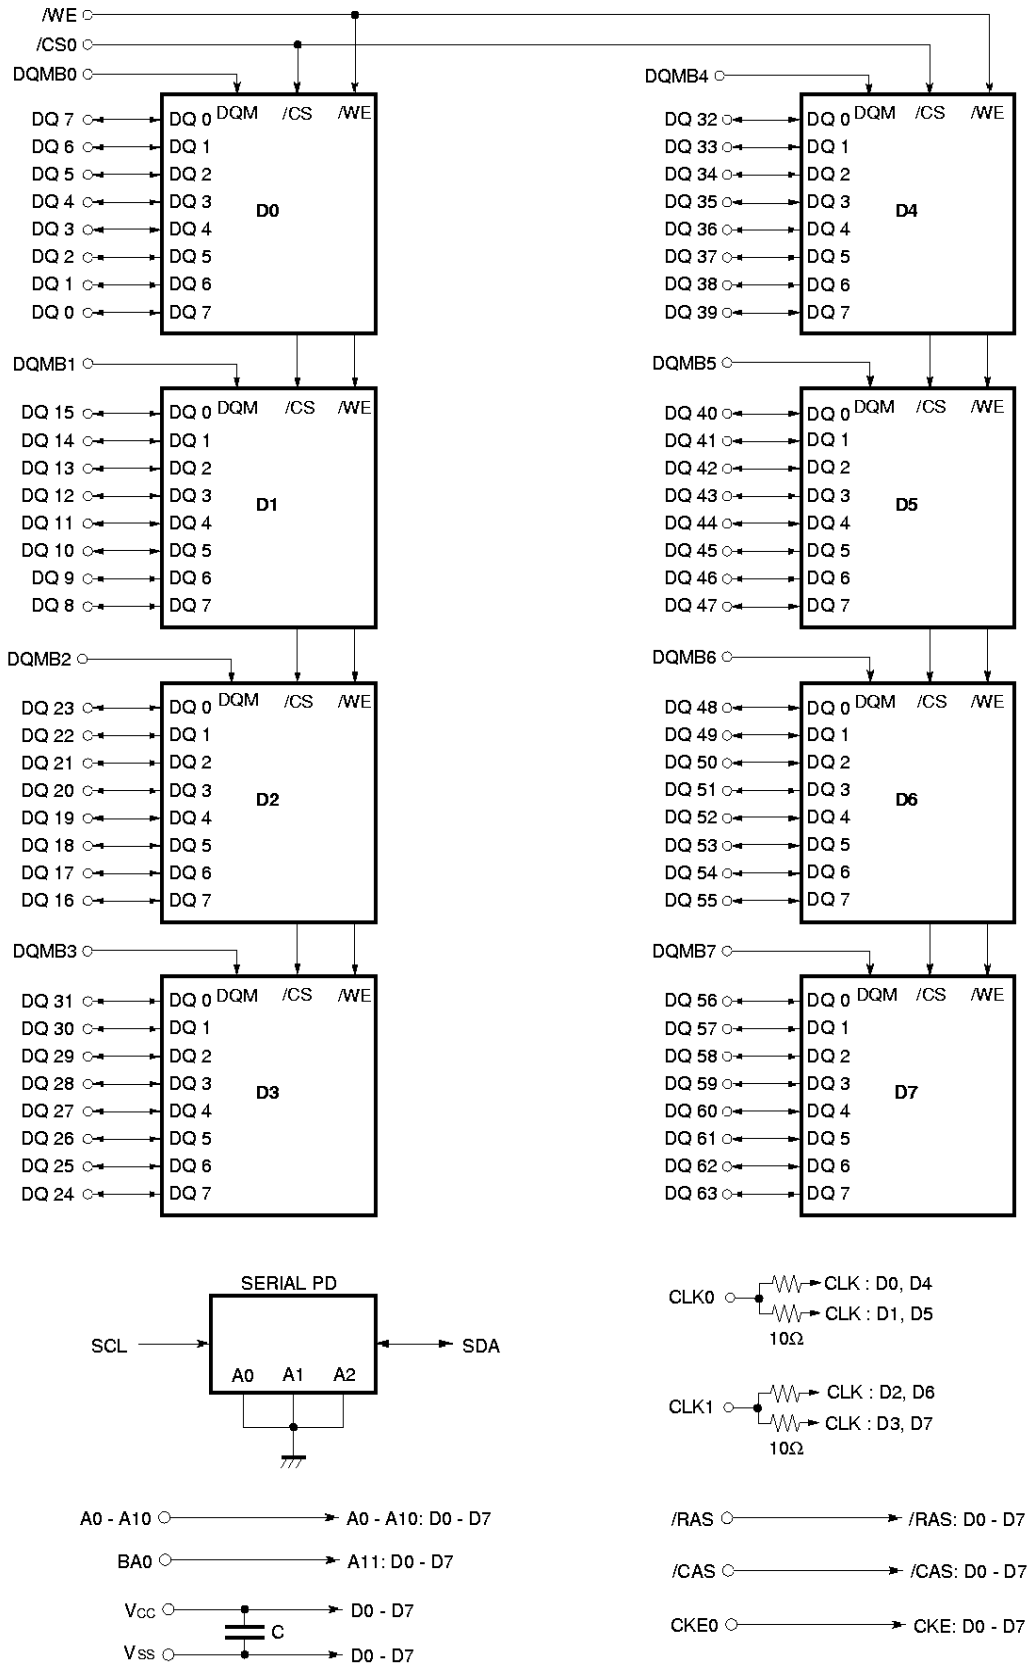 /WE
/CS0
DQMB0
DQM /CS /WE
DQ 7 DQ 0
DQ 6 DQ 1
DQ 5 DQ 2
DQ 4 DQ 3
D0
DQ 3 DQ 4
DQ 2 DQ 5
DQ 1 DQ 6
DQ 0 DQ 7
DQMB1
DQM /CS /WE
DQ 15 DQ 0
DQ 14 DQ 1
DQ 13 DQ 2
DQ 12 DQ 3
D1
DQ 11 DQ 4
DQ 10 DQ 5
DQ 9 DQ 6
DQ 8 DQ 7
DQMB2
DQM /CS /WE
DQ 23 DQ 0
DQ 22 DQ 1
DQ 21 DQ 2
DQ 20 DQ 3
D2
DQ 19 DQ 4
DQ 18 DQ 5
DQ 17 DQ 6
DQ 16 DQ 7
DQMB3
DQM /CS /WE
DQ 31 DQ 0
DQ 30 DQ 1
DQ 29 DQ 2
DQ 28 DQ 3
D3
DQ 27 DQ 4
DQ 26 DQ 5
DQ 25 DQ 6
DQ 24 DQ 7
DQMB4
DQM /CS /WE
DQ 32 DQ 0
DQ 33 DQ 1
DQ 34 DQ 2
DQ 35 DQ 3
D4
DQ 36 DQ 4
DQ 37 DQ 5
DQ 38 DQ 6
DQ 39 DQ 7
DQMB5
DQM /CS /WE
DQ 40 DQ 0
DQ 41 DQ 1
DQ 42 DQ 2
DQ 43 DQ 3
D5
DQ 44 DQ 4
DQ 45 DQ 5
DQ 46 DQ 6
DQ 47 DQ 7
DQMB6
DQM /CS /WE
DQ 48 DQ 0
DQ 49 DQ 1
DQ 50 DQ 2
DQ 51 DQ 3
D6
DQ 52 DQ 4
DQ 53 DQ 5
DQ 54 DQ 6
DQ 55 DQ 7
DQMB7
DQM /CS /WE
DQ 56 DQ 0
DQ 57 DQ 1
DQ 58 DQ 2
DQ 59 DQ 3
D7
DQ 60 DQ 4
DQ 61 DQ 5
DQ 62 DQ 6
DQ 63 DQ 7
SERIAL PD
SCL SDA
A0 A1 A2
CLK0
CLK : D0, D4
CLK : D1, D5
10Ω
CLK1
CLK : D2, D6
CLK : D3, D7
10Ω
A0 - A10 A0 - A10: D0 - D7
BA0 A11: D0 - D7
VCC D0 - D7
C
VSS D0 - D7
/RAS /RAS: D0 - D7
/CAS /CAS: D0 - D7
CKE0 CKE: D0 - D7